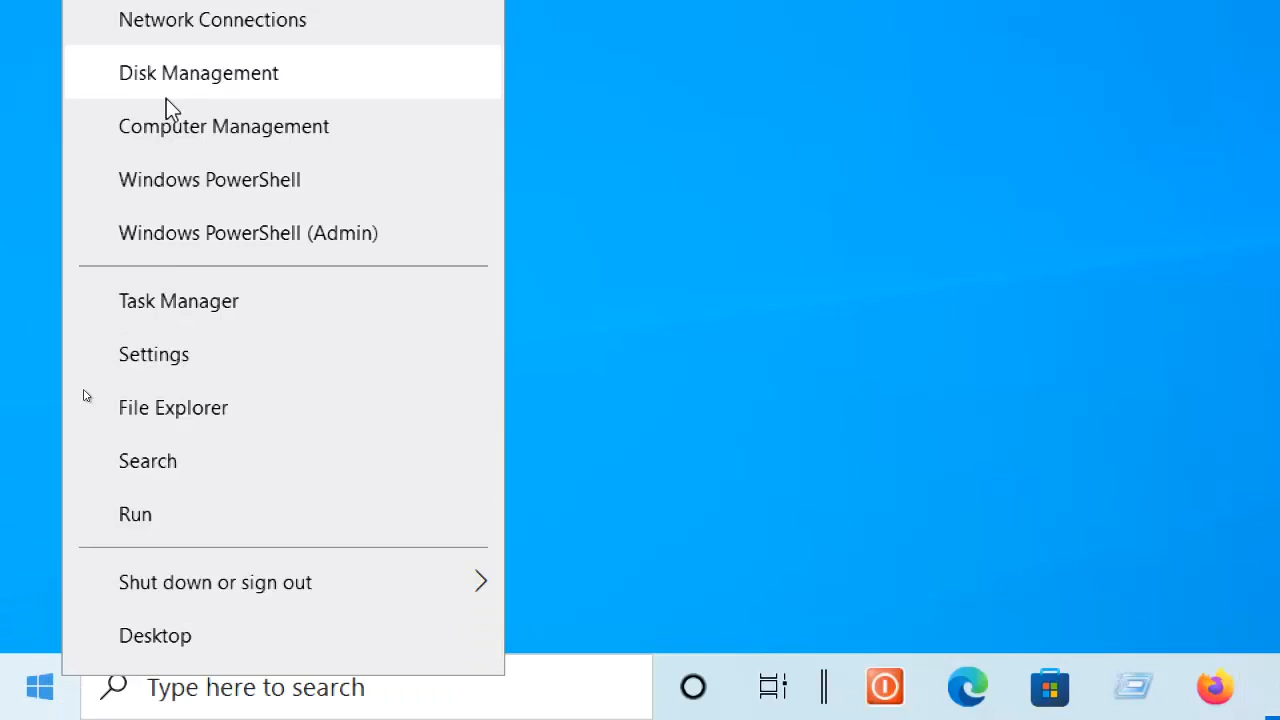 Network Connections
Disk Management
Computer Management
Windows PowerShell
Windows PowerShell (Admin)
Task Manager
Settings
File Explorer
Search
Run
Shut down or sign out
Desktop
Type here to search